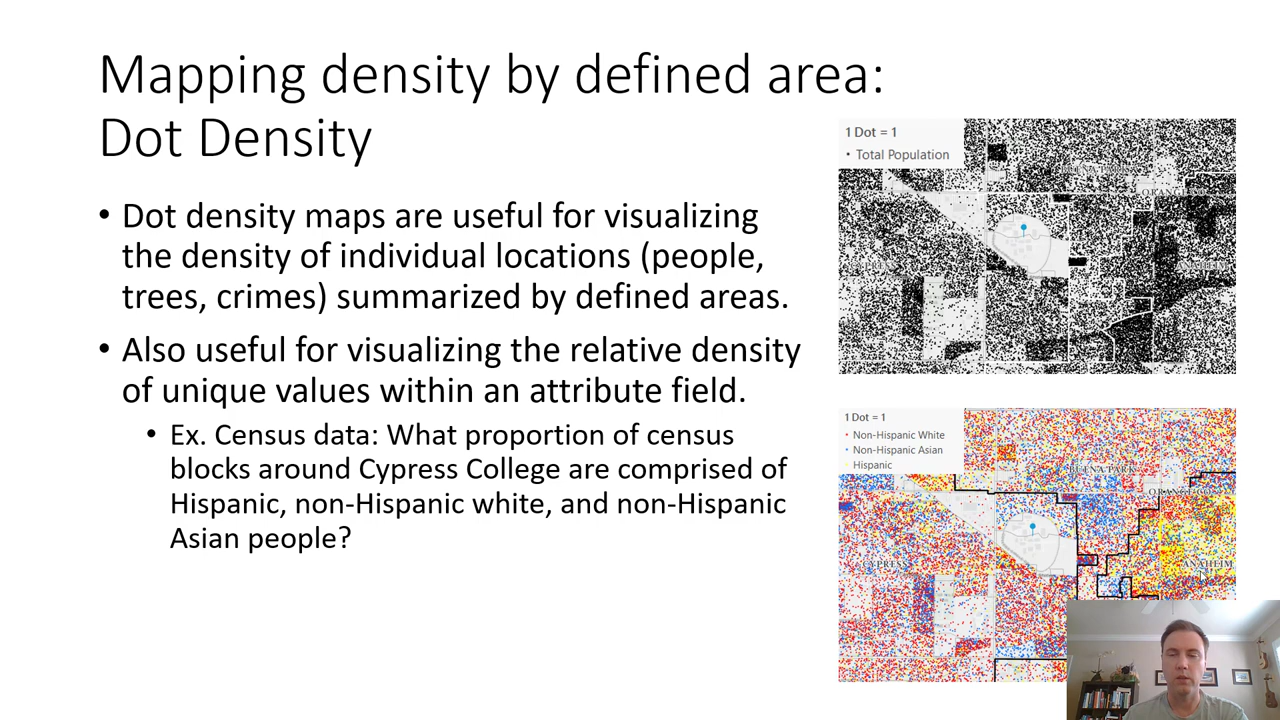 Mapping density by defined area:
Dot Density
• Dot density maps are useful for visualizing
the density of individual locations (people,
trees, crimes) summarized by defined areas.
• Also useful for visualizing the relative density
of unique values within an attribute field.
• Ex. Census data: What proportion of census
blocks around Cypress College are comprised of
Hispanic, non-Hispanic white, and non-Hispanic
Asian people?
1 Dot = 1
• Total Population
1 Dot = 1
• Non-Hispanic White
• Non-Hispanic Asian
Hispanic
BUENA PARK
CYPRESS
ANAHEIM